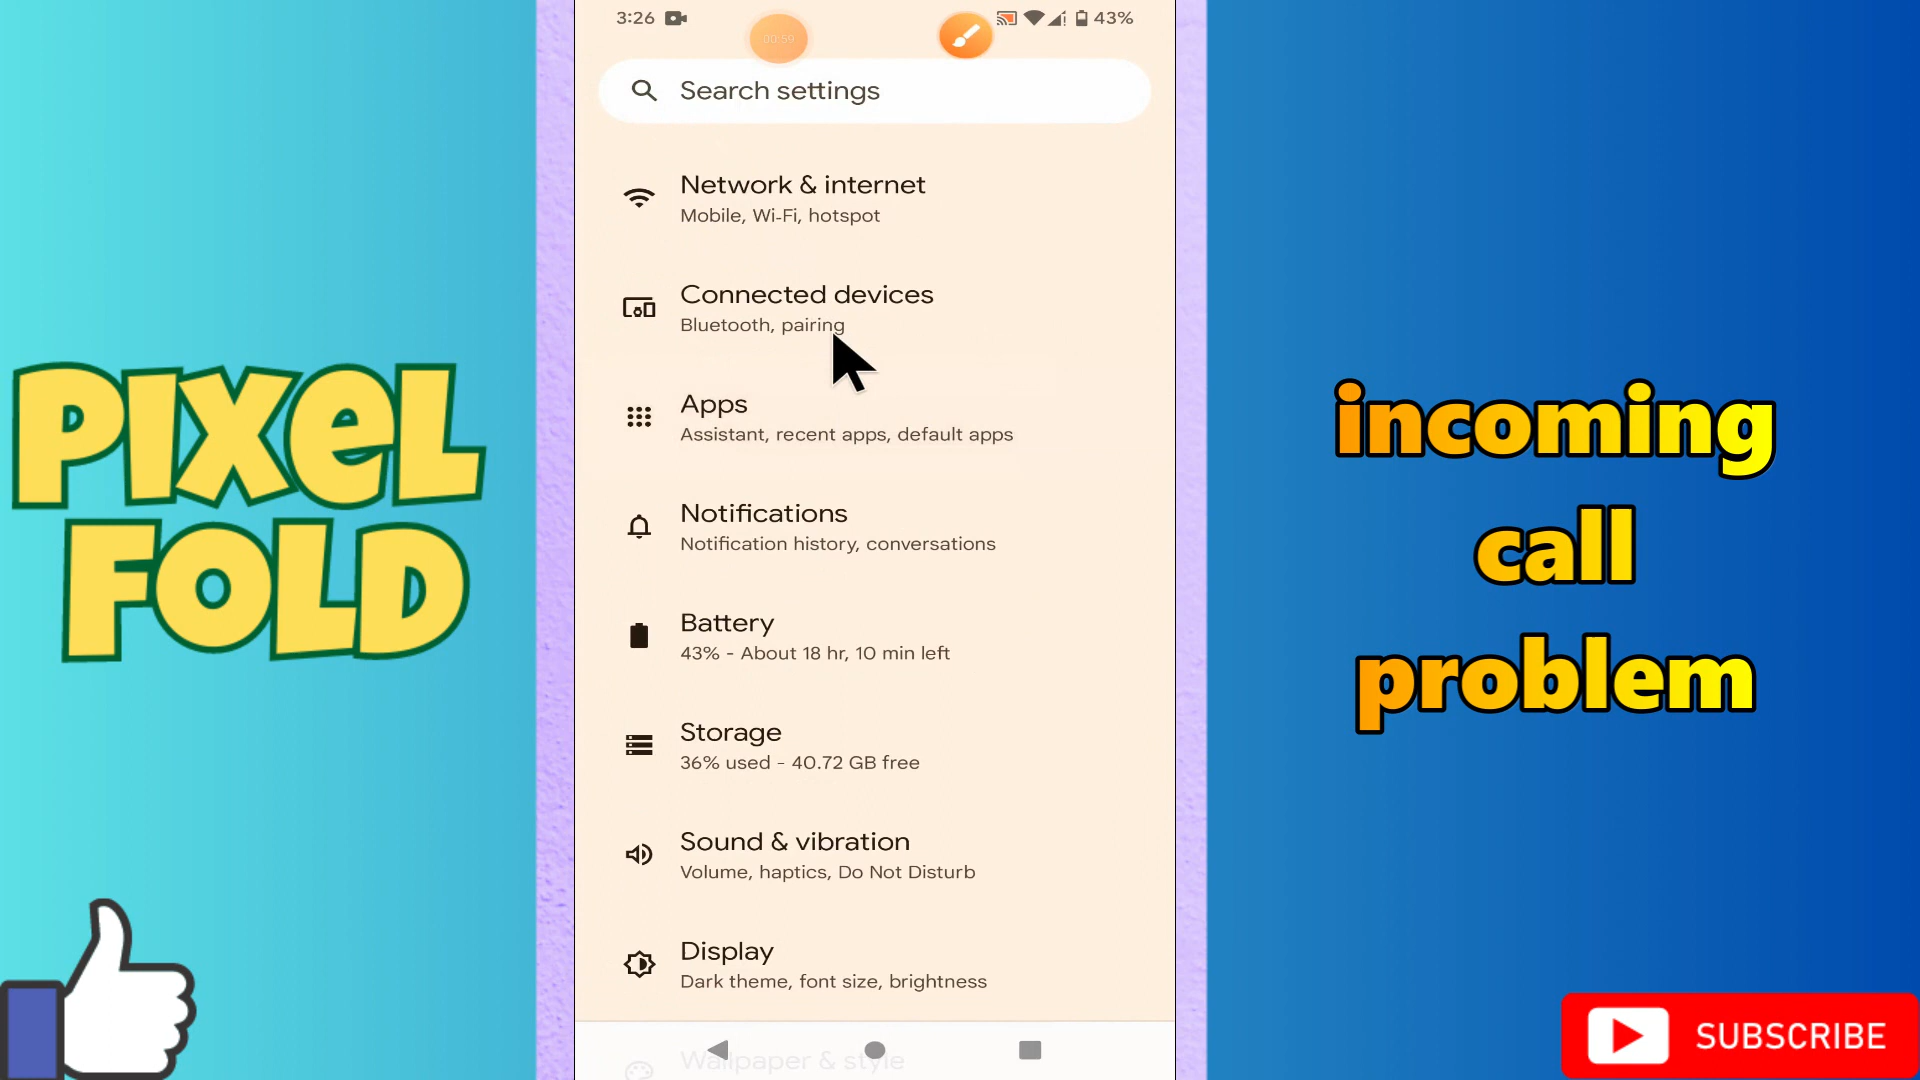 3:26
43%
00:59
Search settings
Network & internet
Mobile, Wi-Fi, hotspot
Connected devices
Bluetooth, pairing
Apps
Assistant, recent apps, default apps
Notifications
Notification history, conversations
Battery
43% - About 18 hr, 10 min left
Storage
36% used - 40.72 GB free
Sound & vibration
Volume, haptics, Do Not Disturb
Display
Dark theme, font size, brightness
Wallpaper & style
PIXEL
FOLD
incoming
call
problem
SUBSCRIBE